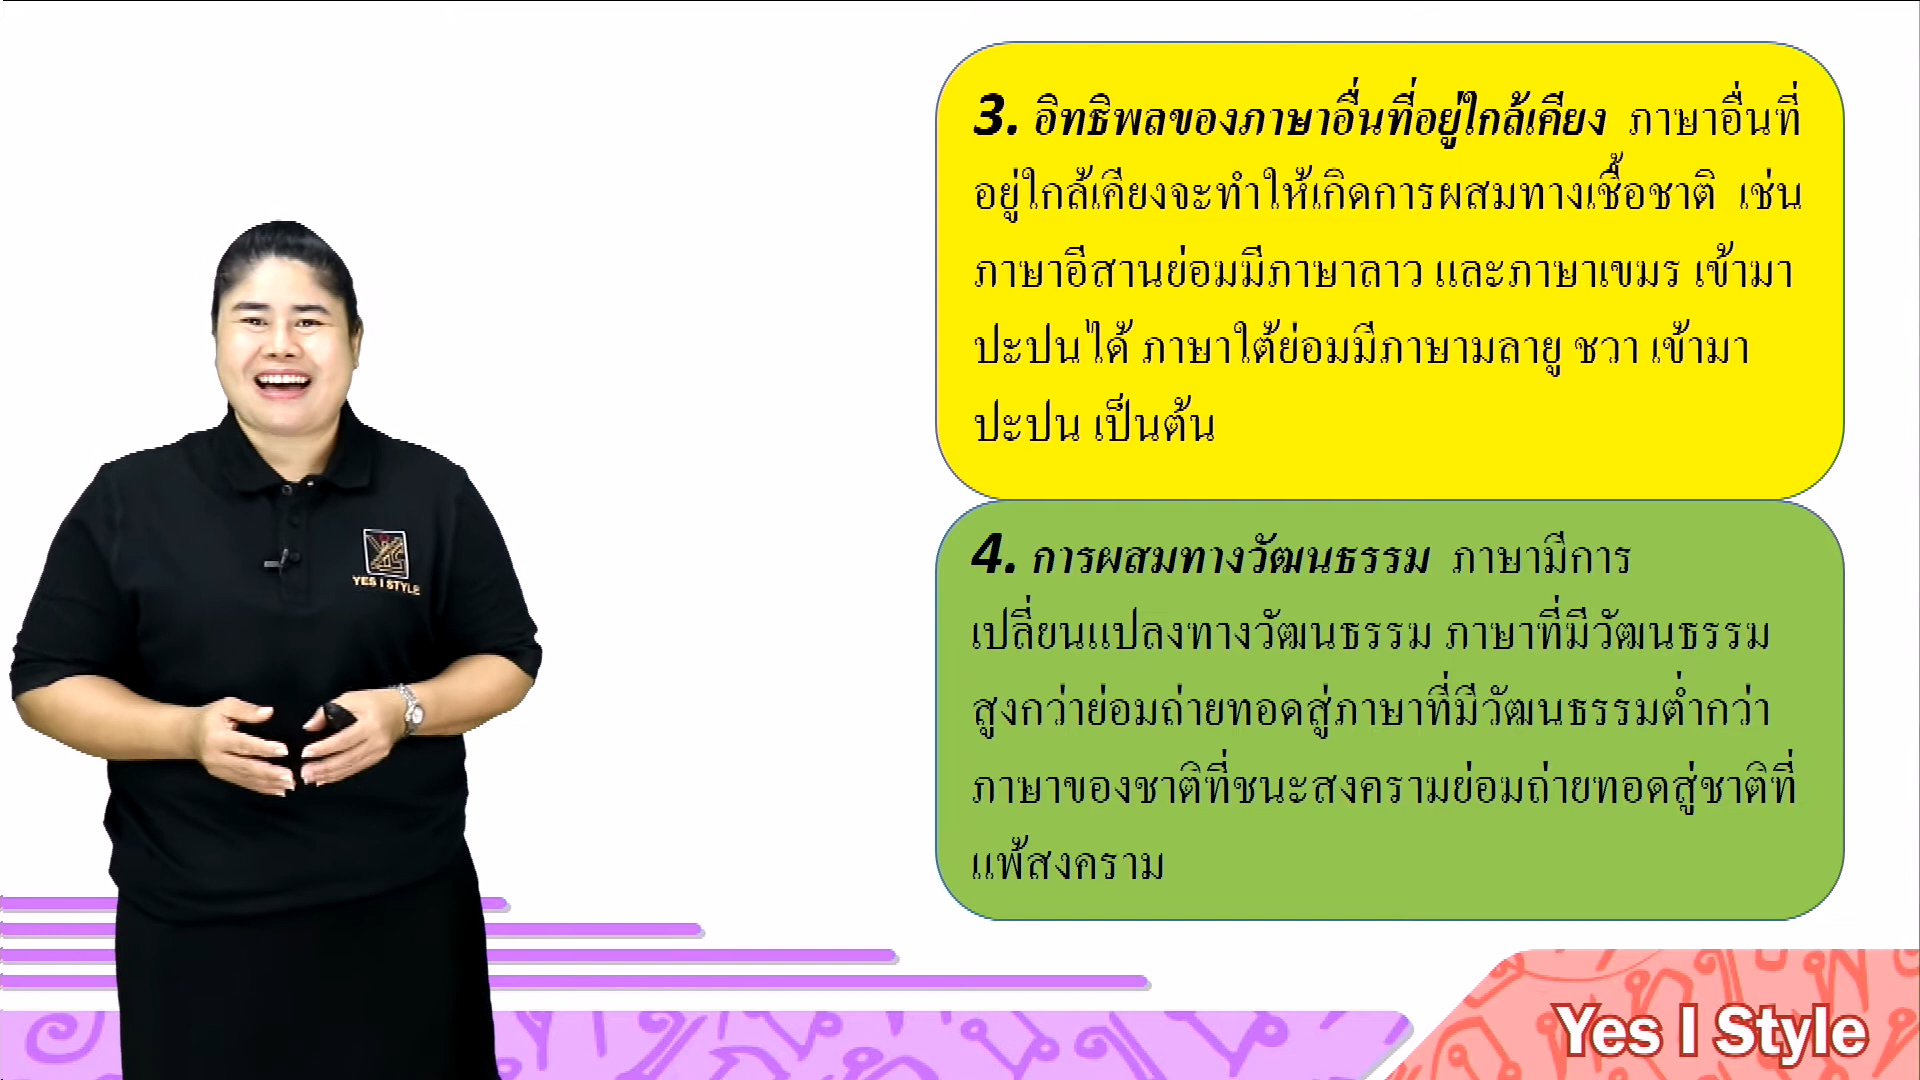 3. อิทธิพลของภาษาอื่นที่อยู่ใกล้เคียง ภาษาอื่นที่
อยู่ใกล้เคียงจะทำให้เกิดการผสมทางเชื้อชาติ เช่น
ภาษาอีสานย่อมมีภาษาลาว และภาษาเขมร เข้ามา
ปะปนได้ ภาษาใต้ย่อมมีภาษามลายู ชวา เข้ามา
ปะปน เป็นต้น
4. การผสมทางวัฒนธรรม ภาษามีการ
เปลี่ยนแปลงทางวัฒนธรรม ภาษาที่มีวัฒนธรรม
สูงกว่าย่อมถ่ายทอดสู่ภาษาที่มีวัฒนธรรมต่ำกว่า
ภาษาของชาติที่ชนะสงครามย่อมถ่ายทอดสู่ชาติที่
แพ้สงคราม
YES I STYLE
Yes I Style